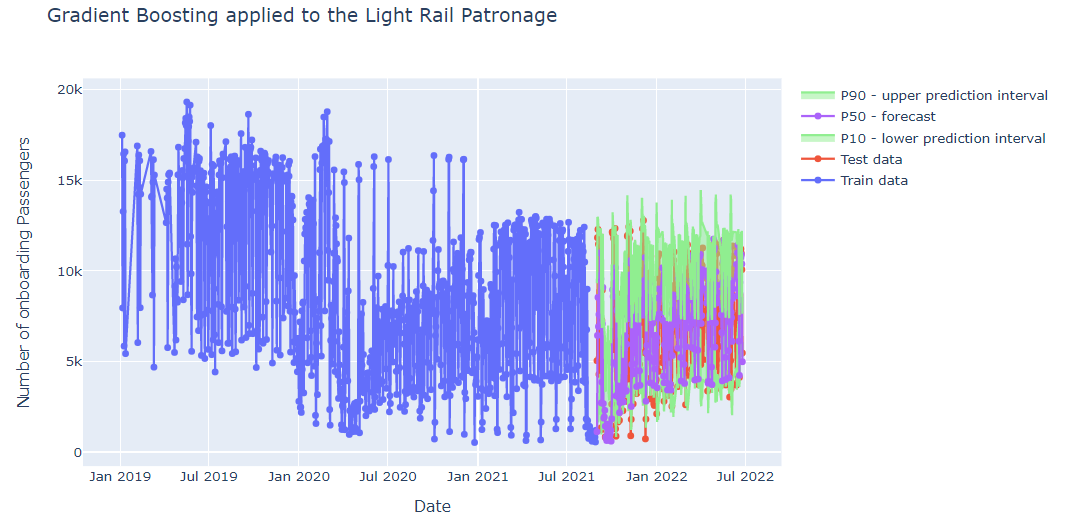 Gradient Boosting applied to the Light Rail Patronage
20k
15k
10k
5k
0
Number of onboarding Passengers
Jan 2019
Jul 2019
Jan 2020
Jul 2020
Jan 2021
Jul 2021
Jan 2022
Jul 2022
Date
P90 - upper prediction interval
P50 - forecast
P10 - lower prediction interval
Test data
Train data